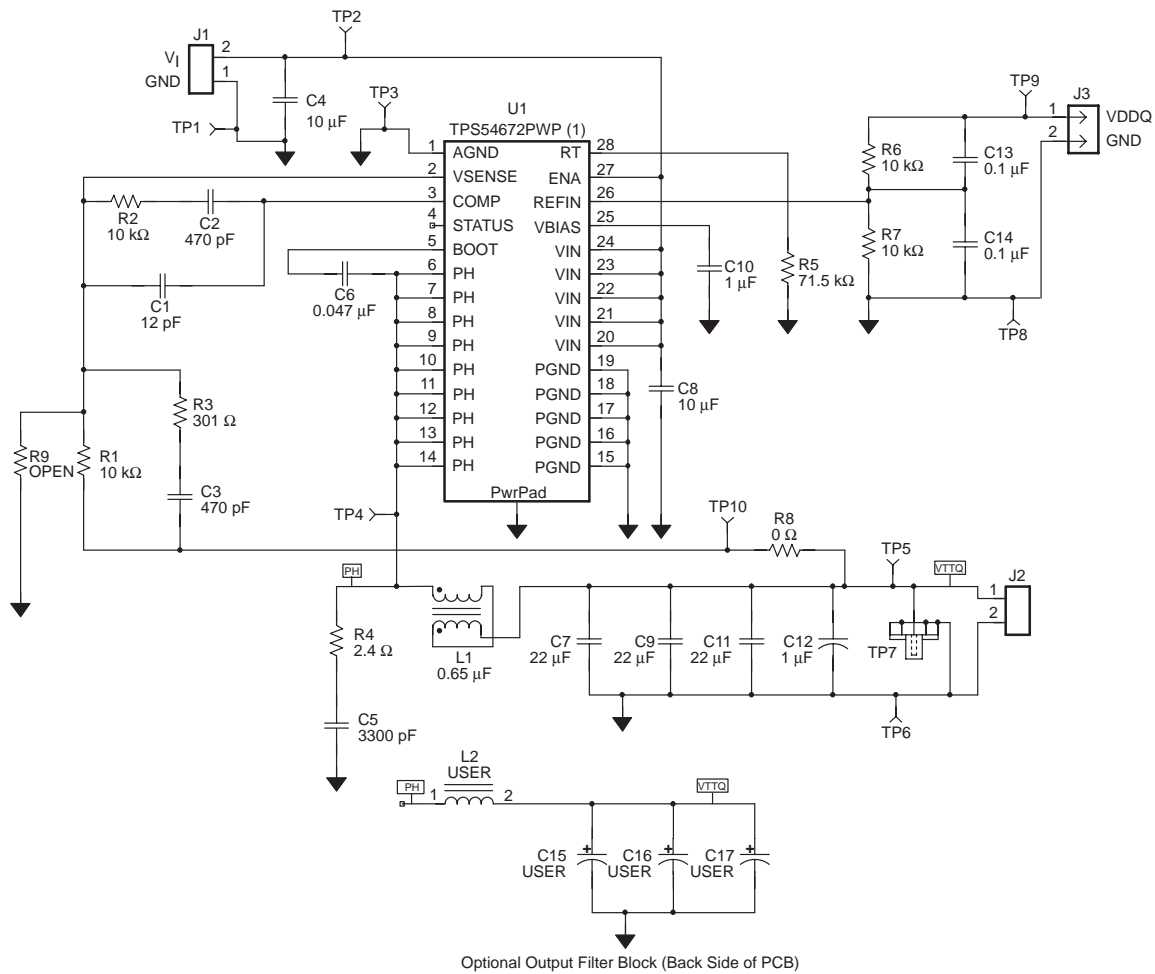 TP2
J1
2
VI
1
GND
TP1
C4
10 µF
TP3
U1
TPS54672PWP (1)
TP9
J3
1
VDDQ
2
GND
R6
10 kΩ
C13
0.1 µF
R7
10 kΩ
C14
0.1 µF
TP8
1
AGND
RT
28
2
VSENSE
ENA
27
3
COMP
REFIN
26
4
STATUS
VBIAS
25
5
BOOT
VIN
24
6
PH
VIN
23
7
PH
VIN
22
8
PH
VIN
21
9
PH
VIN
20
10
PH
PGND
19
11
PH
PGND
18
12
PH
PGND
17
13
PH
PGND
16
14
PH
PGND
15
PwrPad
R2
10 kΩ
C2
470 pF
C1
12 pF
C6
0.047 µF
C10
1 µF
R5
71.5 kΩ
C8
10 µF
R3
301 Ω
R9
OPEN
R1
10 kΩ
C3
470 pF
TP4
TP10
R8
0 Ω
TP5
VTTQ
J2
1
2
PH
R4
2.4 Ω
L1
0.65 µF
C7
22 µF
C9
22 µF
C11
22 µF
C12
1 µF
TP7
TP6
C5
3300 pF
L2
USER
PH
1
2
VTTQ
C15
USER
C16
USER
C17
USER
Optional Output Filter Block (Back Side of PCB)